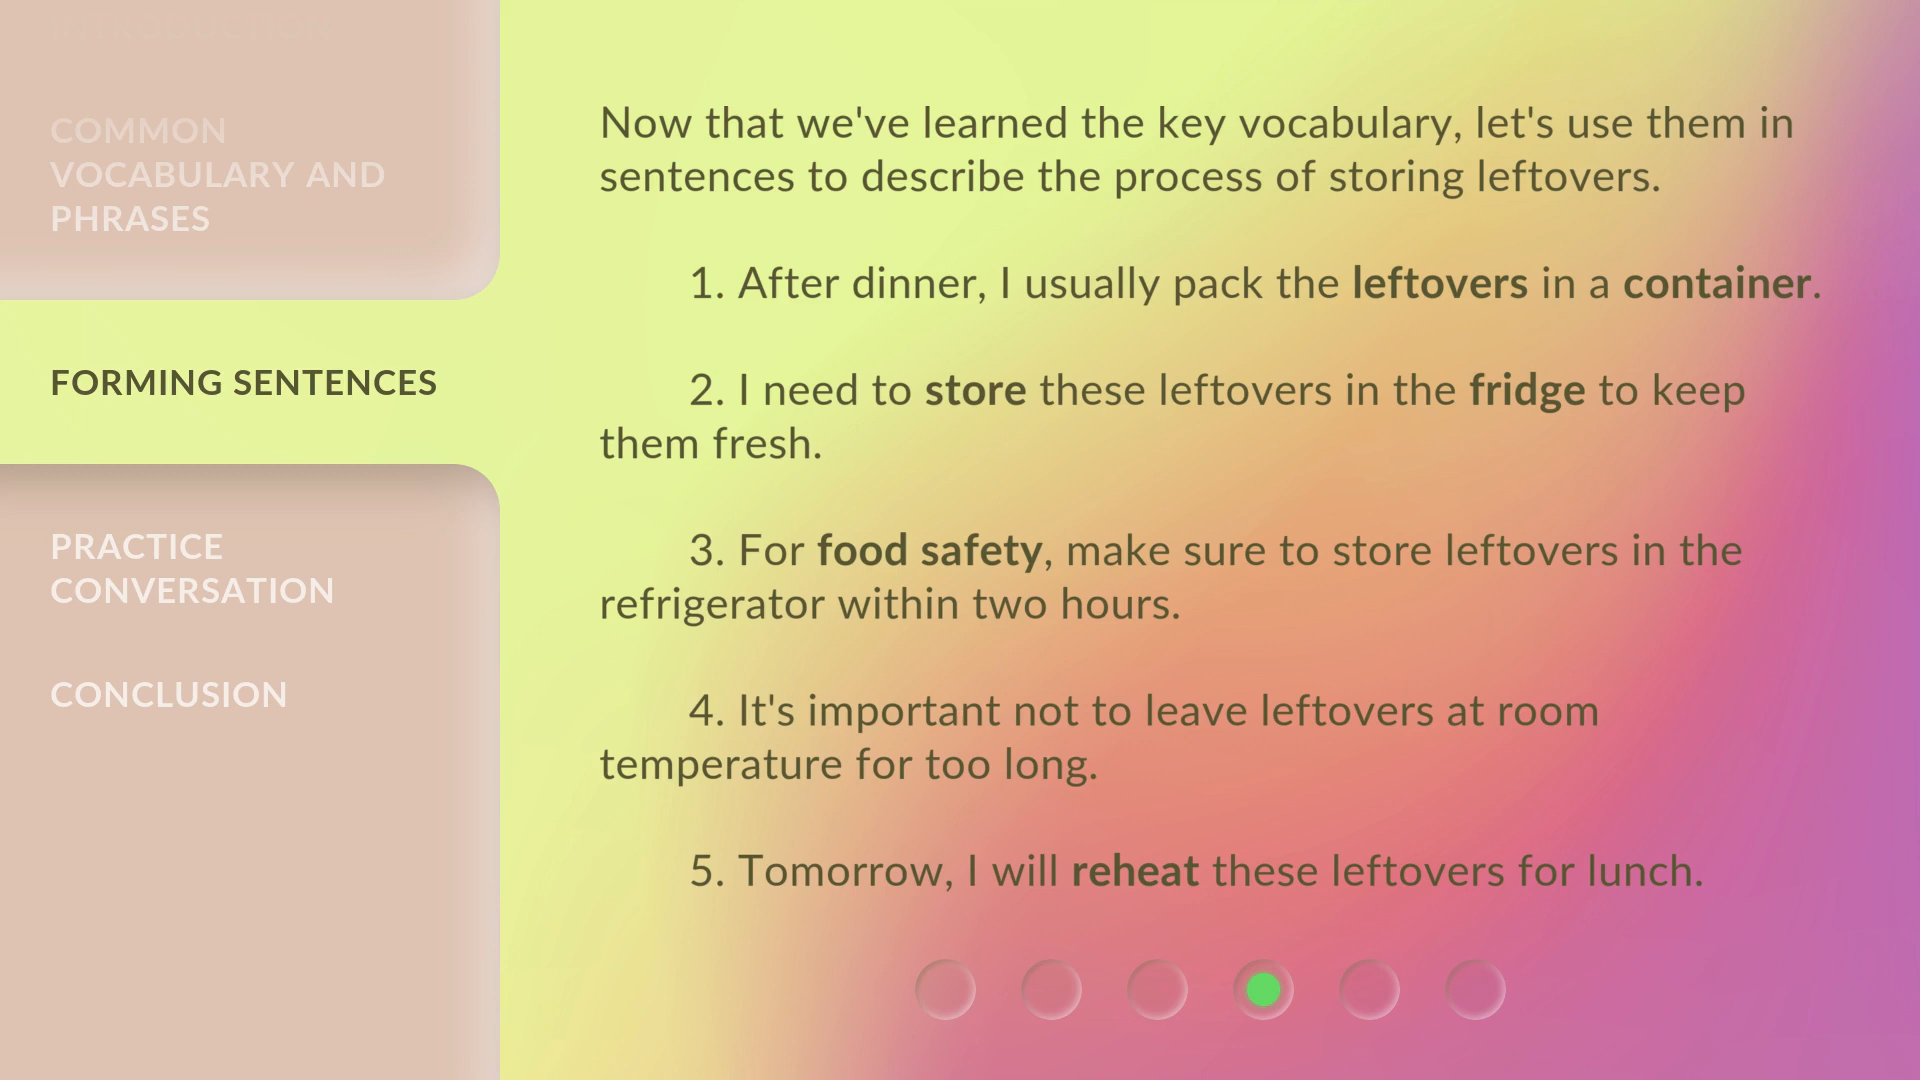 INTRODUCTION
COMMON
VOCABULARY AND
PHRASES
FORMING SENTENCES
PRACTICE
CONVERSATION
CONCLUSION
Now that we've learned the key vocabulary, let's use them in
sentences to describe the process of storing leftovers.
1. After dinner, I usually pack the leftovers in a container.
2. I need to store these leftovers in the fridge to keep
them fresh.
3. For food safety, make sure to store leftovers in the
refrigerator within two hours.
4. It's important not to leave leftovers at room
temperature for too long.
5. Tomorrow, I will reheat these leftovers for lunch.